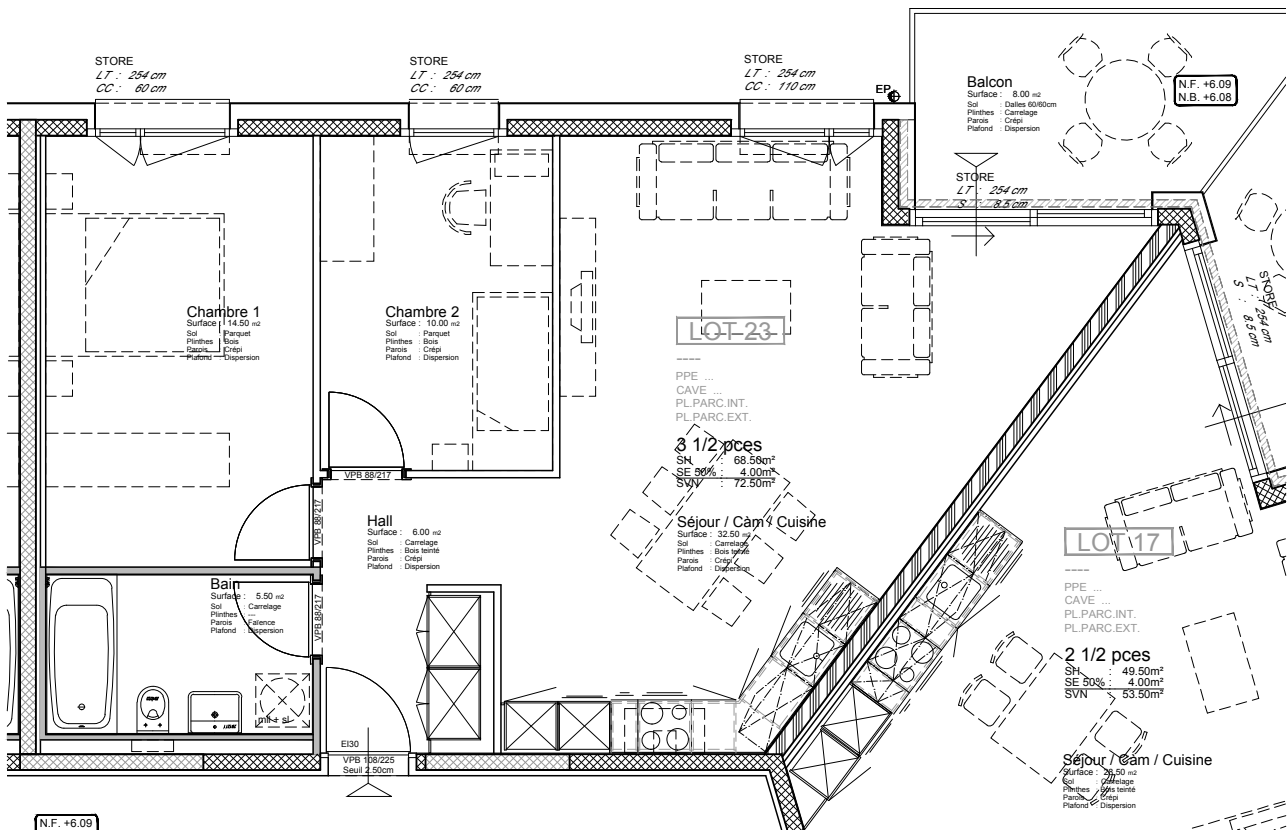 STORE
LT : 254 cm
CC : 60 cm
STORE
LT : 254 cm
CC : 60 cm
STORE
LT : 254 cm
CC : 110 cm
EP
Balcon
Surface : 8.00 m2
Sol : Dalles 60/60cm
Plinthes : Carrelage
Parois : Crépi
Plafond : Dispersion
N.F. +6.09
N.B. +6.08
STORE
LT : 254 cm
S : 8.5 cm
STORE
LT : 254 cm
S : 8.5 cm
Chambre 1
Surface : 14.50 m2
Sol : Parquet
Plinthes : Bois
Parois : Crépi
Plafond : Dispersion
Chambre 2
Surface : 10.00 m2
Sol : Parquet
Plinthes : Bois
Parois : Crépi
Plafond : Dispersion
LOT 23
----
PPE ...
CAVE ...
PL.PARC.INT.
PL.PARC.EXT.
3 1/2 pces
SH : 68.50m²
SE 50% : 4.00m²
SVN : 72.50m²
VPB 88/217
VPB 88/217
Hall
Surface : 6.00 m2
Sol : Carrelage
Plinthes : Bois teinté
Parois : Crépi
Plafond : Dispersion
Séjour / Càm / Cuisine
Surface : 32.50 m2
Sol : Carrelage
Plinthes : Bois teinté
Parois : Crépi
Plafond : Dispersion
LOT 17
----
PPE ...
CAVE ...
PL.PARC.INT.
PL.PARC.EXT.
2 1/2 pces
SH : 49.50m²
SE 50% : 4.00m²
SVN : 53.50m²
Bain
Surface : 5.50 m2
Sol : Carrelage
Plinthes : ---
Parois : Faïence
Plafond : Dispersion
VPB 88/217
ml + sl
EI30
VPB 108/225
Seuil 2.50cm
Séjour / Càm / Cuisine
Surface : 28.50 m2
Sol : Carrelage
Plinthes : Bois teinté
Parois : Crépi
Plafond : Dispersion
N.F. +6.09